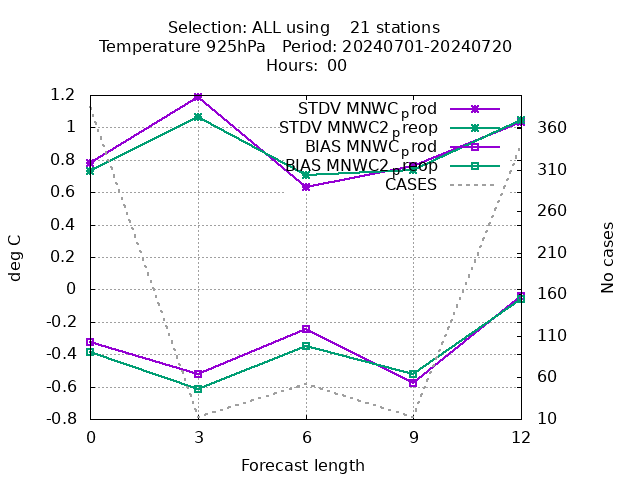 Selection: ALL using    21 stations
Temperature 925hPa   Period: 20240701-20240720
Hours:  00
STDV MNWC_prod
STDV MNWC2_preop
BIAS MNWC_prod
BIAS MNWC2_preop
CASES
1.2
1
0.8
0.6
0.4
0.2
0
-0.2
-0.4
-0.6
-0.8
360
310
260
210
160
110
60
10
deg C
No cases
0 3 6 9 12
Forecast length